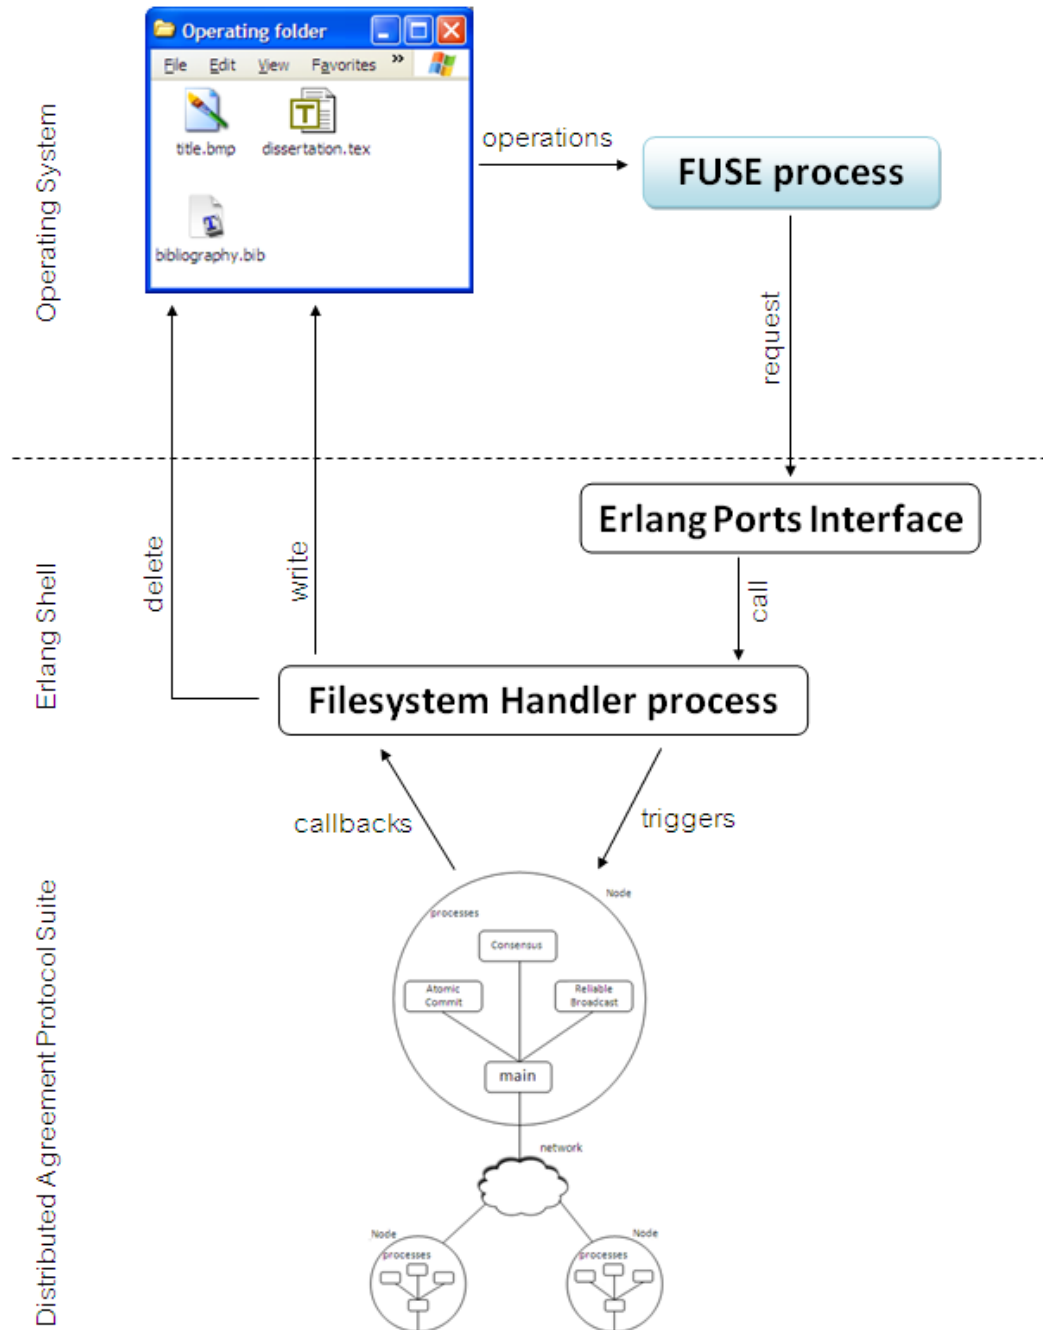 Operating folder
File Edit View Favorites »
title.bmp dissertation.tex
bibliography.bib
operations
FUSE process
Operating System
request
Erlang Ports Interface
delete
write
call
Erlang Shell
Filesystem Handler process
callbacks
triggers
Node
processes
Consensus
Atomic
Commit
Reliable
Broadcast
main
network
Distributed Agreement Protocol Suite
Node
processes
Node
processes